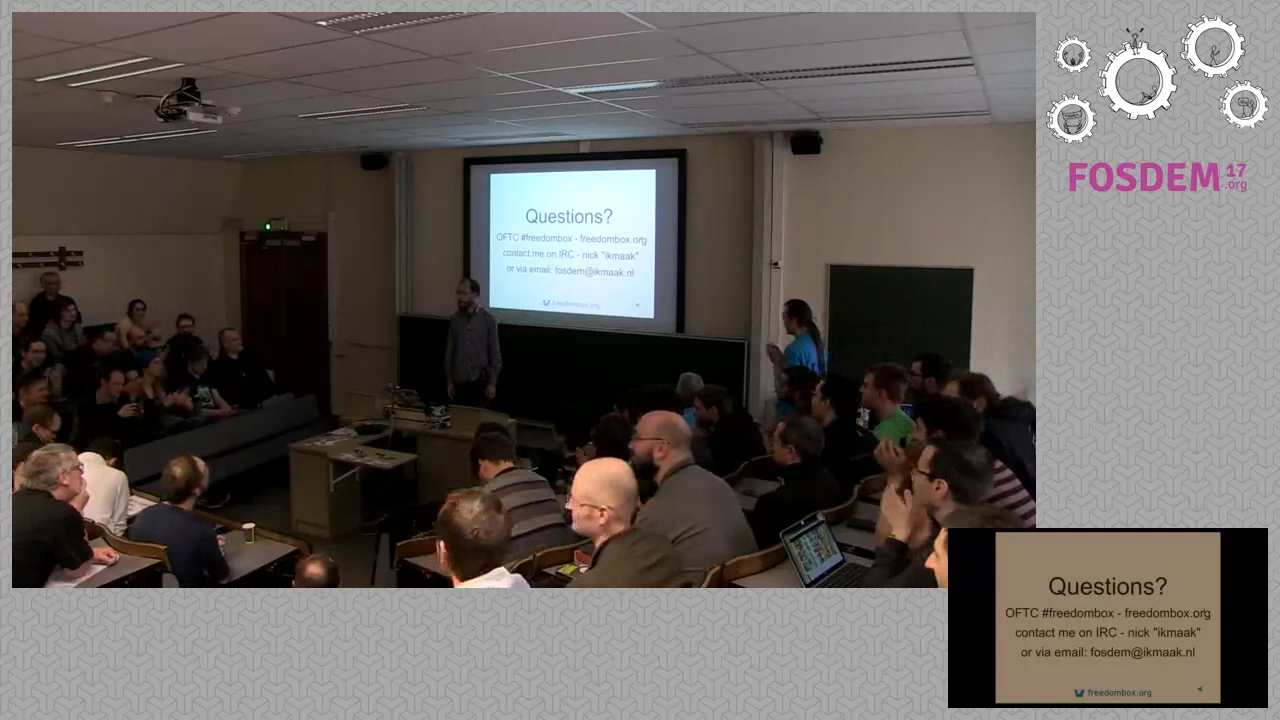 FOSDEM 17
.org
Questions?
OFTC #freedombox - freedombox.org
contact me on IRC - nick "ikmaak"
or via email: fosdem@ikmaak.nl
freedombox.org
Questions?
OFTC #freedombox - freedombox.org
contact me on IRC - nick "ikmaak"
or via email: fosdem@ikmaak.nl
freedombox.org